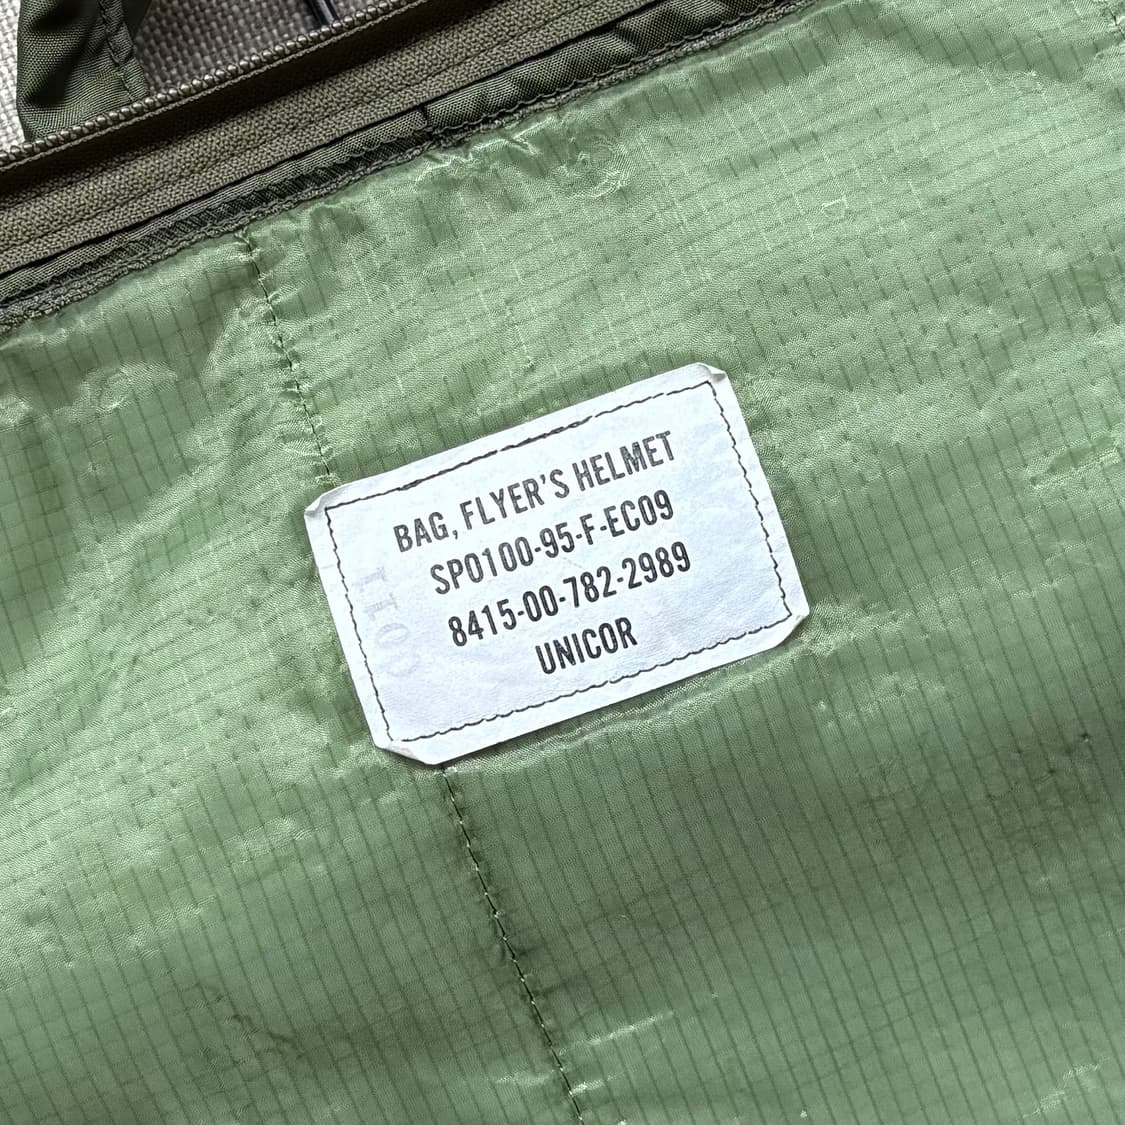 BAG, FLYER'S HELMET
SP0100-95-F-EC09
8415-00-782-2989
UNICOR